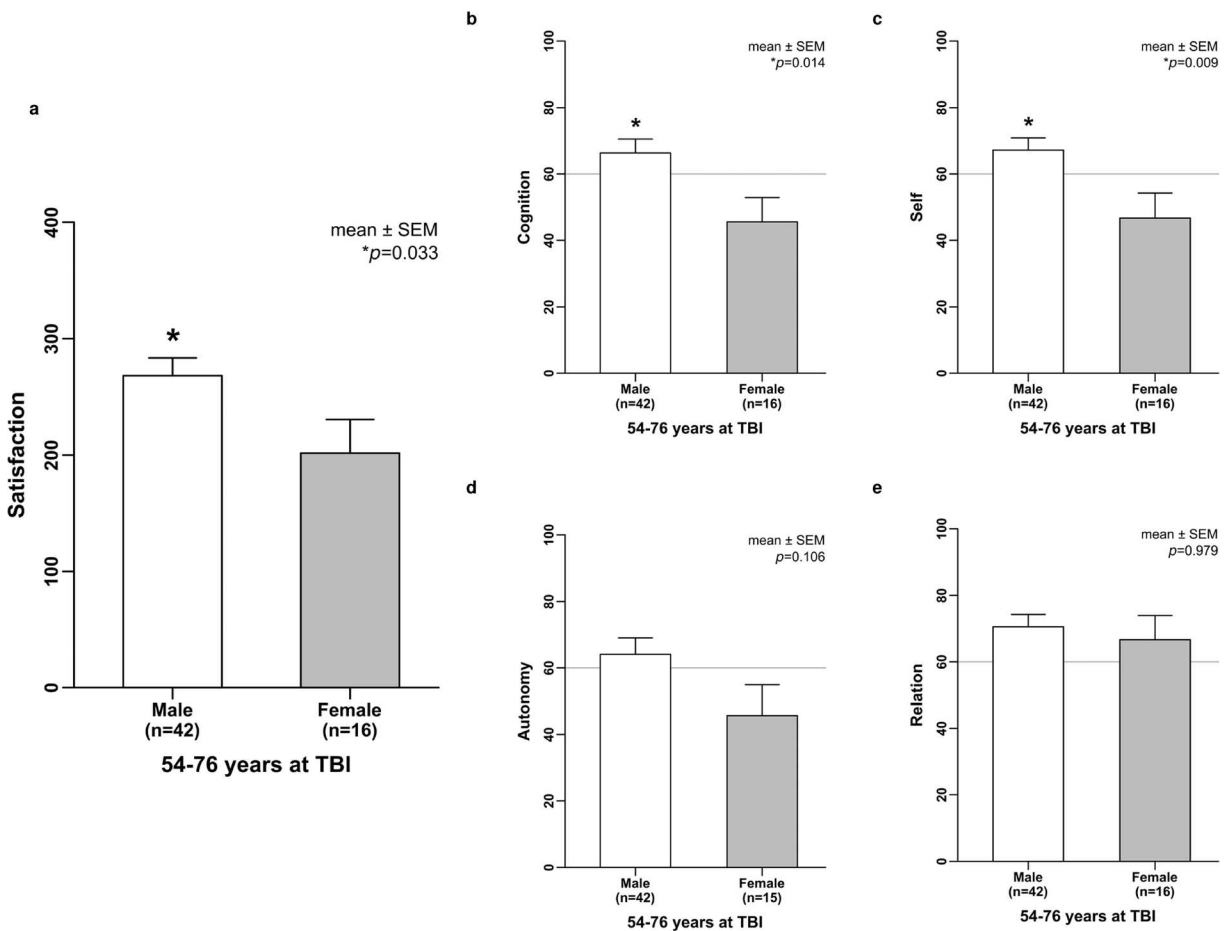 a
mean ± SEM
*p=0.033
*
400
300
200
100
0
Satisfaction
Male
(n=42)
Female
(n=16)
54-76 years at TBI
b
mean ± SEM
*p=0.014
*
100
80
60
40
20
0
Cognition
Male
(n=42)
Female
(n=16)
54-76 years at TBI
c
mean ± SEM
*p=0.009
*
100
80
60
40
20
0
Self
Male
(n=42)
Female
(n=16)
54-76 years at TBI
d
mean ± SEM
p=0.106
100
80
60
40
20
0
Autonomy
Male
(n=42)
Female
(n=15)
54-76 years at TBI
e
mean ± SEM
p=0.979
100
80
60
40
20
0
Relation
Male
(n=42)
Female
(n=16)
54-76 years at TBI